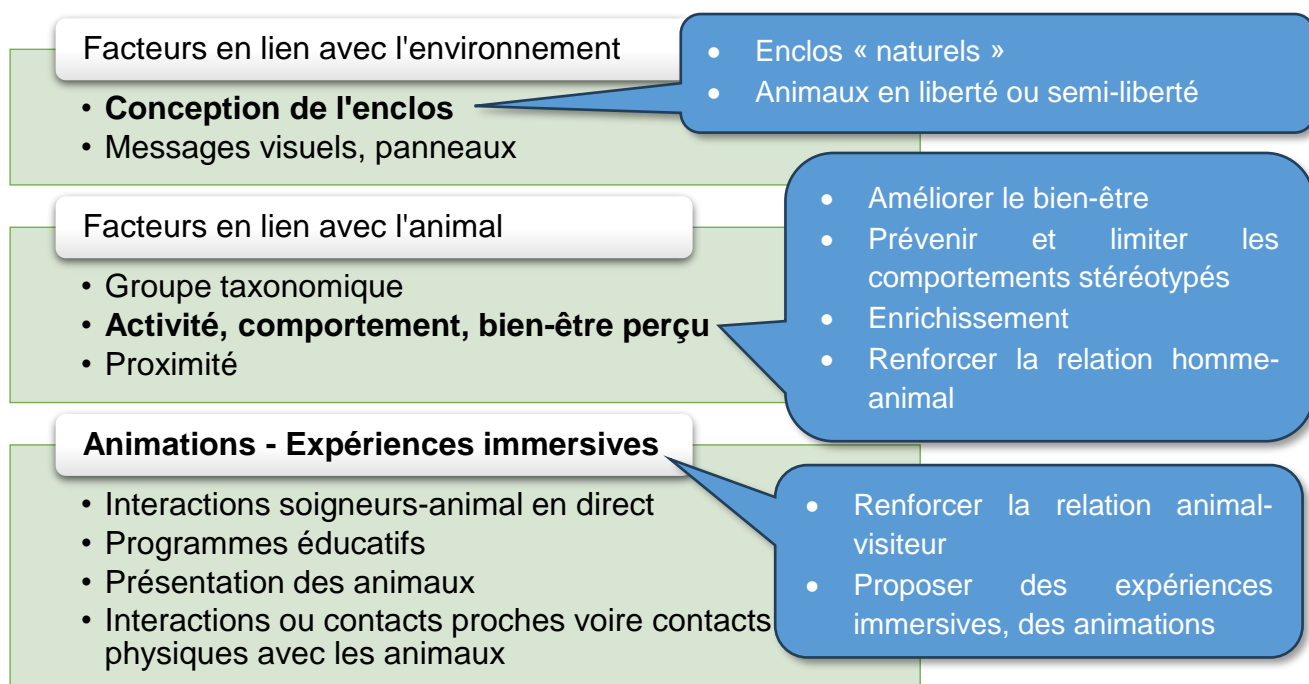 Facteurs en lien avec l'environnement
• Conception de l'enclos
• Messages visuels, panneaux
• Enclos « naturels »
• Animaux en liberté ou semi-liberté
Facteurs en lien avec l'animal
• Groupe taxonomique
• Activité, comportement, bien-être perçu
• Proximité
• Améliorer le bien-être
• Prévenir et limiter les
comportements stéréotypés
• Enrichissement
• Renforcer la relation homme-
animal
Animations - Expériences immersives
• Interactions soigneurs-animal en direct
• Programmes éducatifs
• Présentation des animaux
• Interactions ou contacts proches voire contacts
physiques avec les animaux
• Renforcer la relation animal-
visiteur
• Proposer des expériences
immersives, des animations